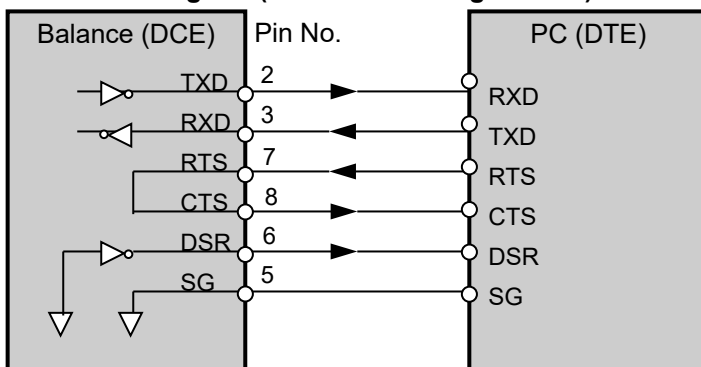 Balance (DCE) Pin No. PC (DTE)
TXD 2 RXD
RXD 3 TXD
RTS 7 RTS
CTS 8 CTS
DSR 6 DSR
SG 5 SG